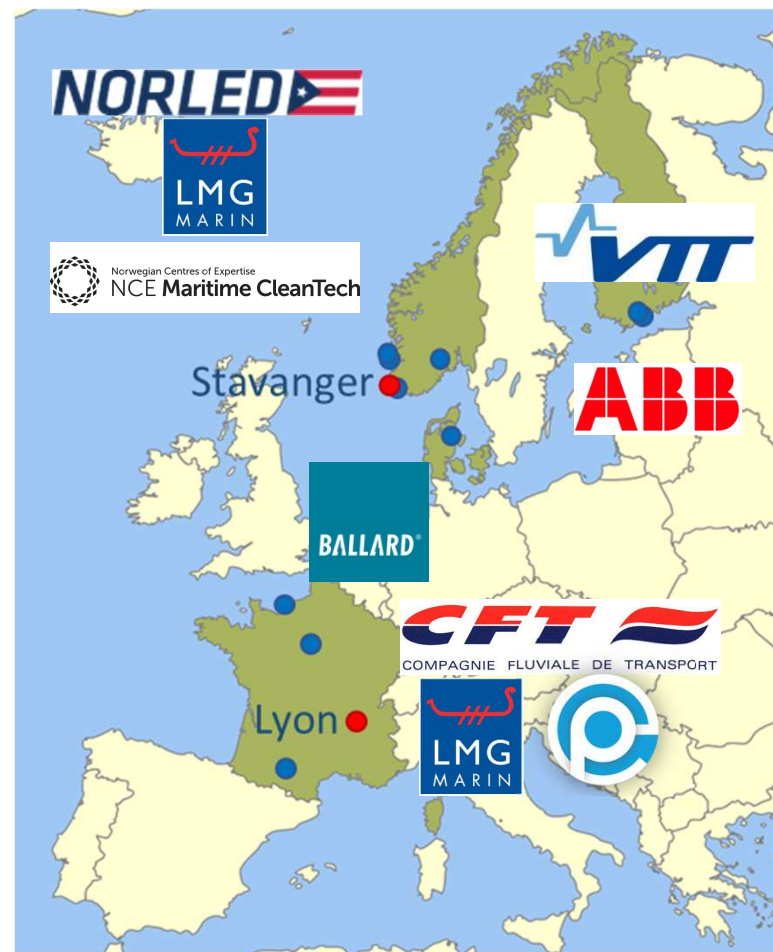 NORLED
LMG
MARIN
Norwegian Centres of Expertise
NCE Maritime CleanTech
VTT
Stavanger
ABB
BALLARD®
CFT
COMPAGNIE FLUVIALE DE TRANSPORT
Lyon
LMG
MARIN